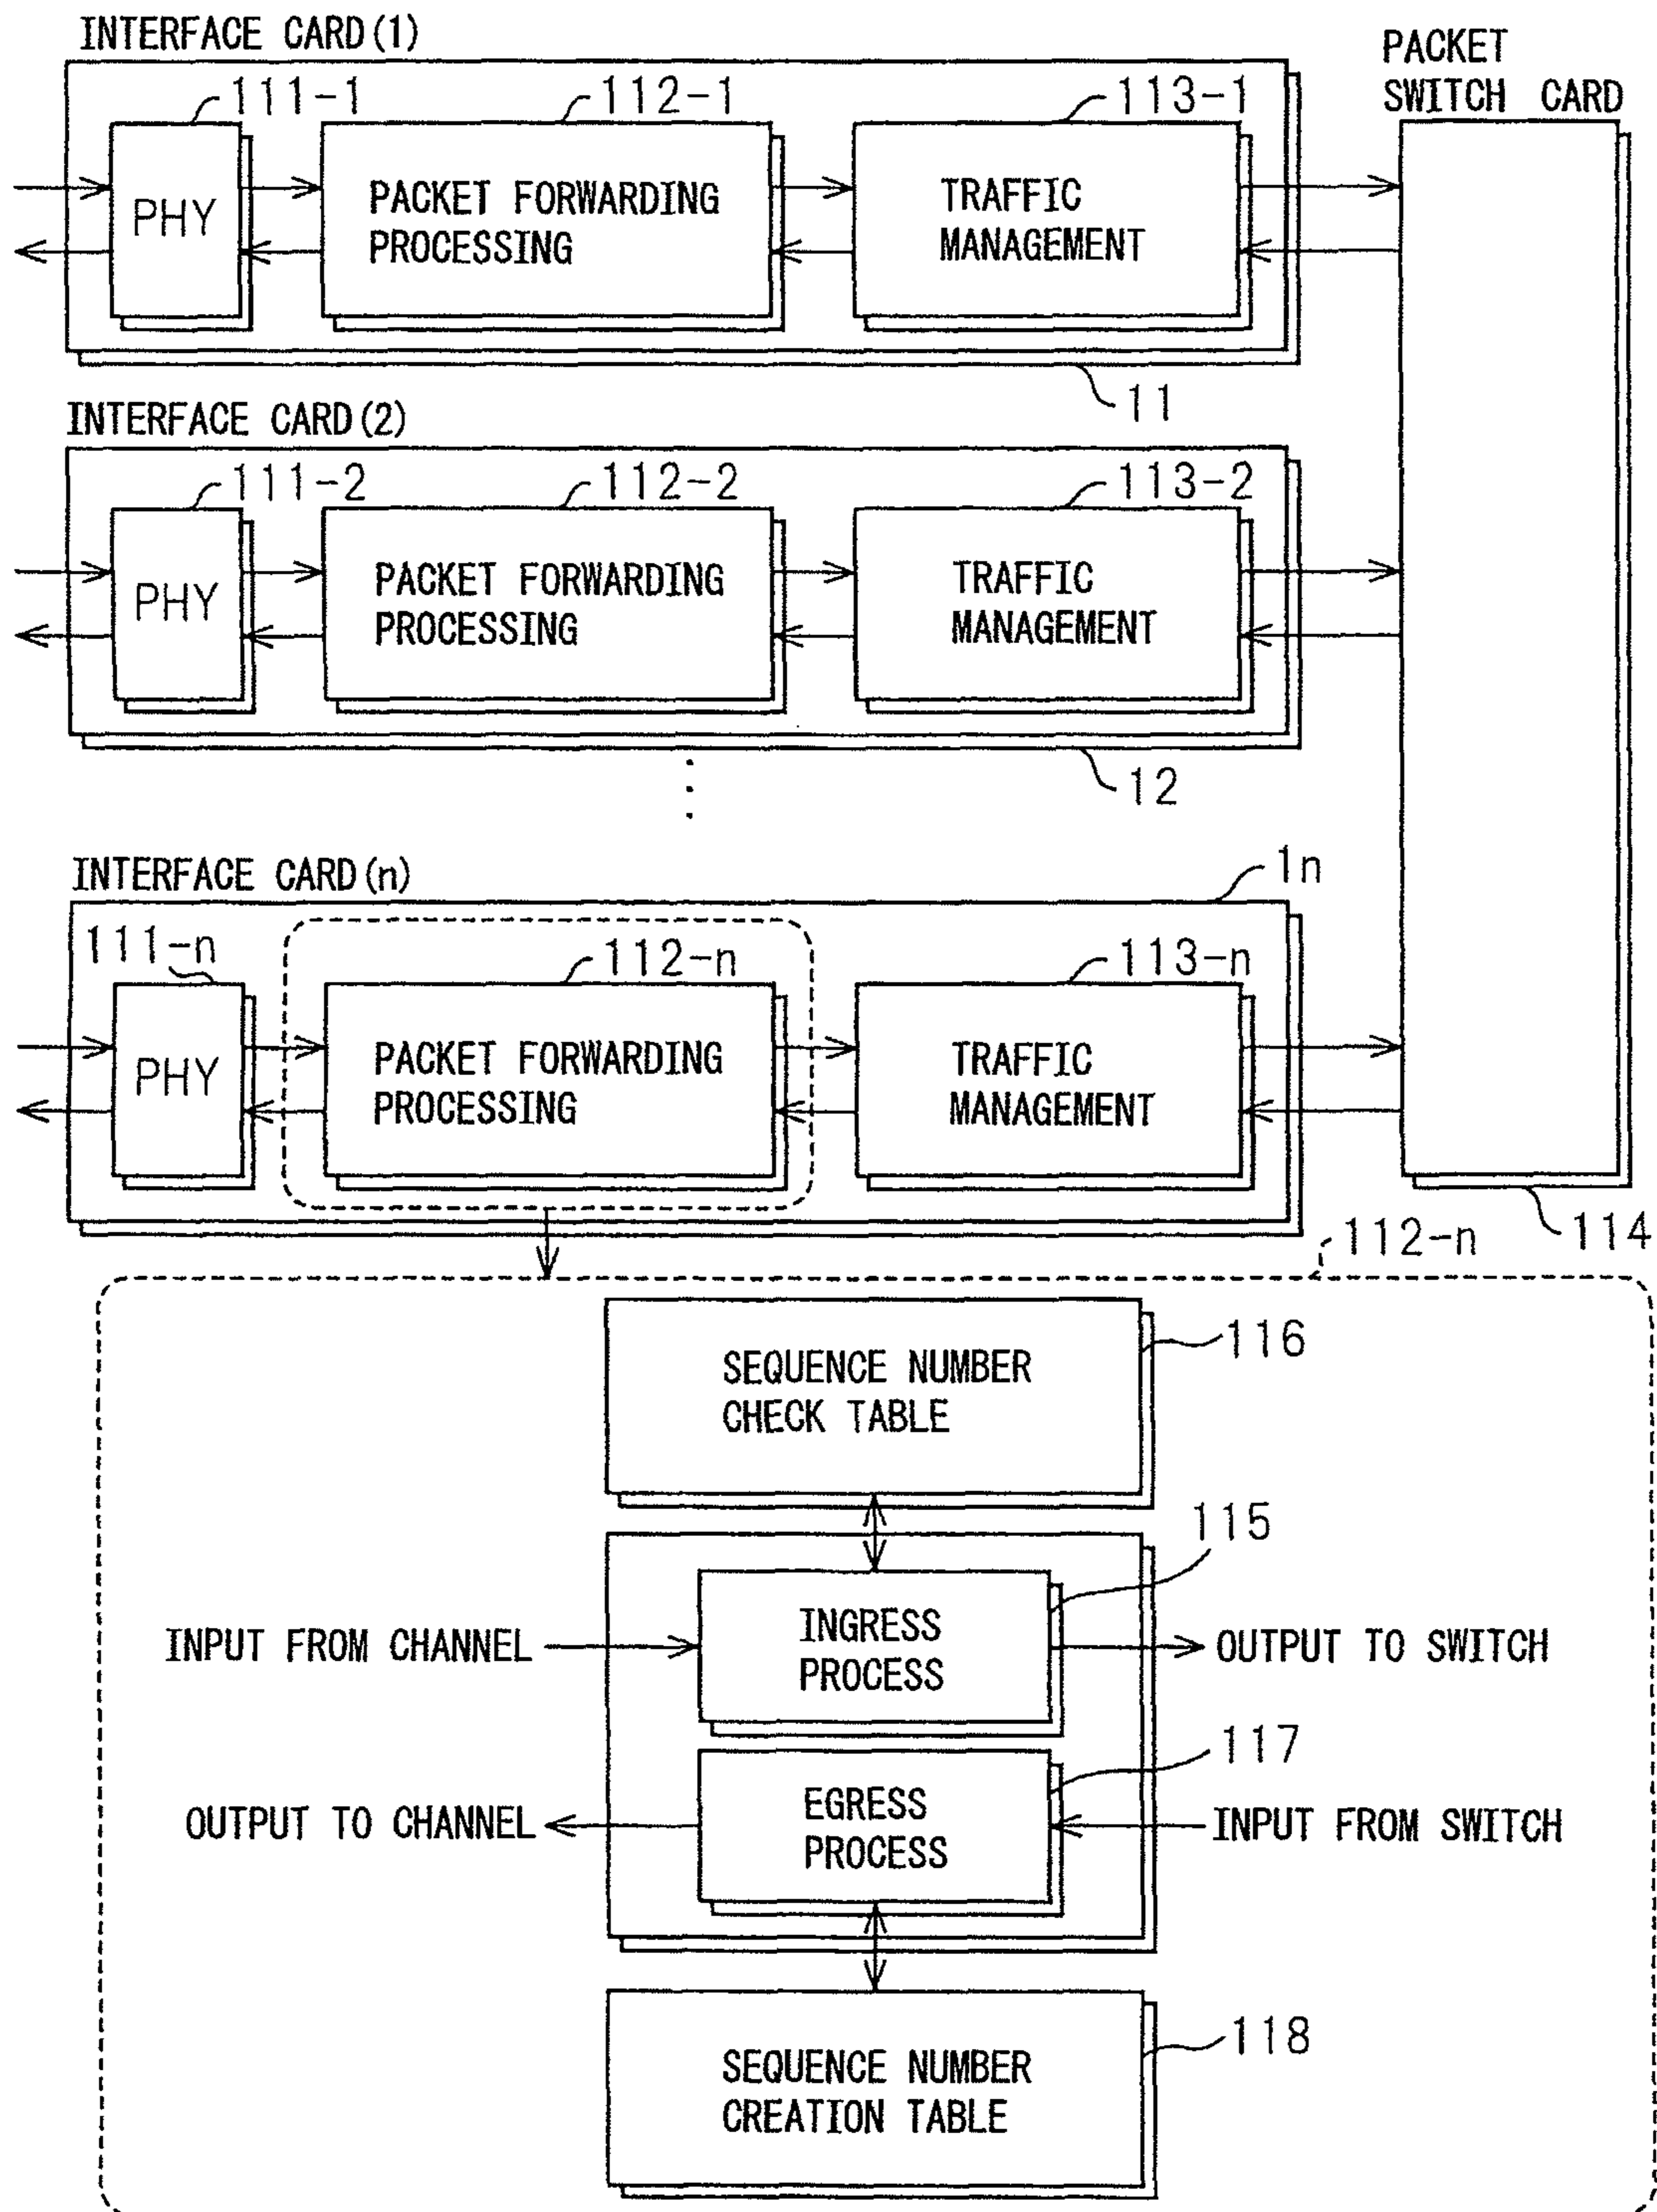 INTERFACE CARD(1)
PACKET
SWITCH CARD
111-1
112-1
113-1
PHY
PACKET FORWARDING
PROCESSING
TRAFFIC
MANAGEMENT
11
INTERFACE CARD(2)
111-2
112-2
113-2
PHY
PACKET FORWARDING
PROCESSING
TRAFFIC
MANAGEMENT
12
INTERFACE CARD(n)
1n
111-n
112-n
113-n
PHY
PACKET FORWARDING
PROCESSING
TRAFFIC
MANAGEMENT
114
112-n
SEQUENCE NUMBER
CHECK TABLE
116
115
INPUT FROM CHANNEL
INGRESS
PROCESS
OUTPUT TO SWITCH
117
OUTPUT TO CHANNEL
EGRESS
PROCESS
INPUT FROM SWITCH
SEQUENCE NUMBER
CREATION TABLE
118